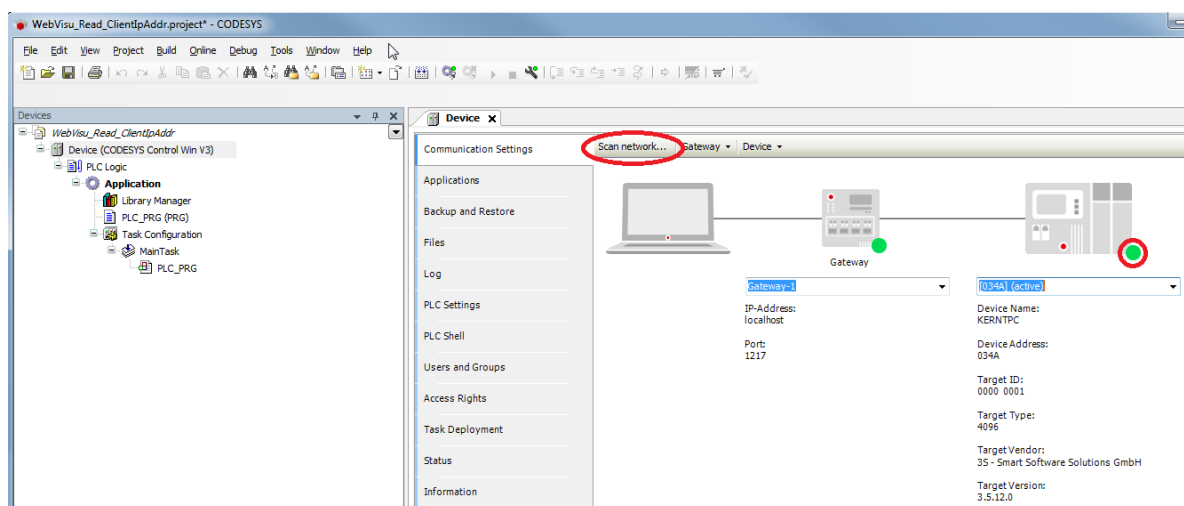 WebVisu_Read_ClientIpAddr.project* - CODESYS
File Edit View Project Build Online Debug Tools Window Help
Devices
WebVisu_Read_ClientIpAddr
Device (CODESYS Control Win V3)
PLC Logic
Application
Library Manager
PLC_PRG (PRG)
Task Configuration
MainTask
PLC_PRG
Device
Communication Settings
Applications
Backup and Restore
Files
Log
PLC Settings
PLC Shell
Users and Groups
Access Rights
Task Deployment
Status
Information
Scan network... Gateway Device
Gateway
Gateway-1
IP-Address:
localhost
Port:
1217
[034A] (active)
Device Name:
KERNTPC
Device Address:
034A
Target ID:
0000 0001
Target Type:
4096
Target Vendor:
3S - Smart Software Solutions GmbH
Target Version:
3.5.12.0